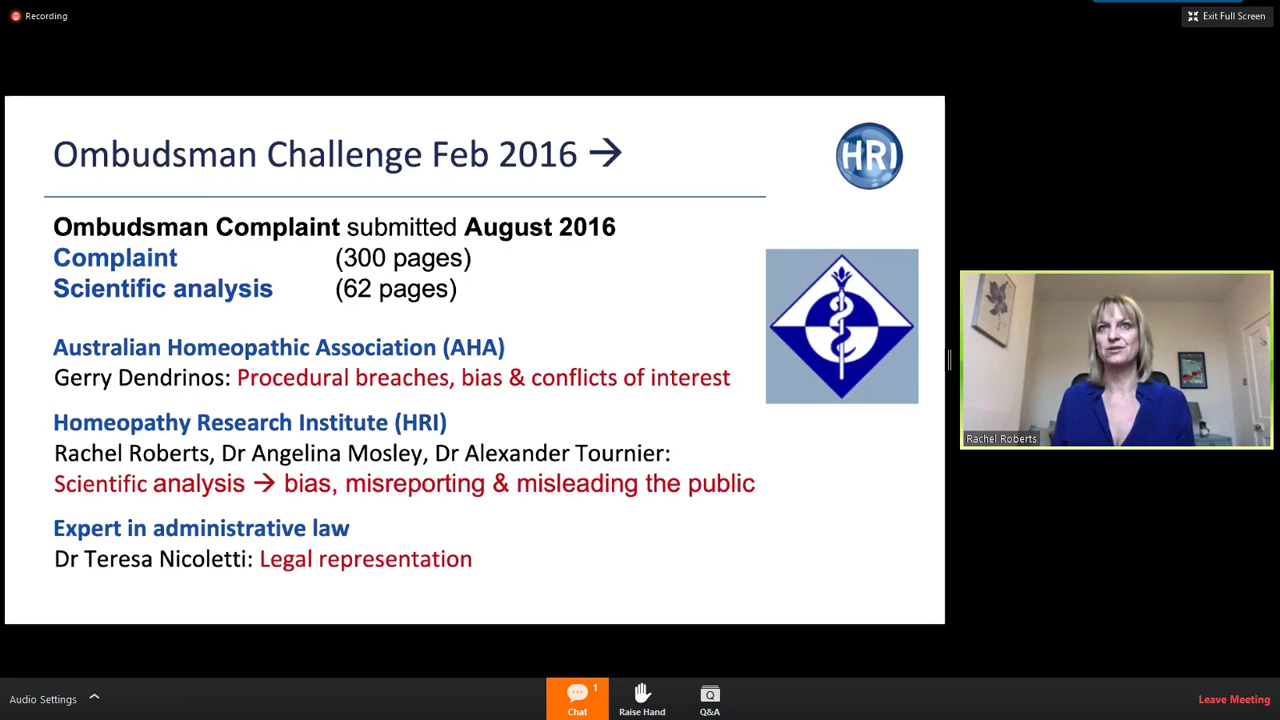 Recording
Exit Full Screen
Ombudsman Challenge Feb 2016 →
HRI
Ombudsman Complaint submitted August 2016
Complaint (300 pages)
Scientific analysis (62 pages)
Australian Homeopathic Association (AHA)
Gerry Dendrinos: Procedural breaches, bias & conflicts of interest
Homeopathy Research Institute (HRI)
Rachel Roberts, Dr Angelina Mosley, Dr Alexander Tournier:
Scientific analysis → bias, misreporting & misleading the public
Expert in administrative law
Dr Teresa Nicoletti: Legal representation
Rachel Roberts
Audio Settings
1
Chat
Raise Hand
Q
Q&A
Leave Meeting